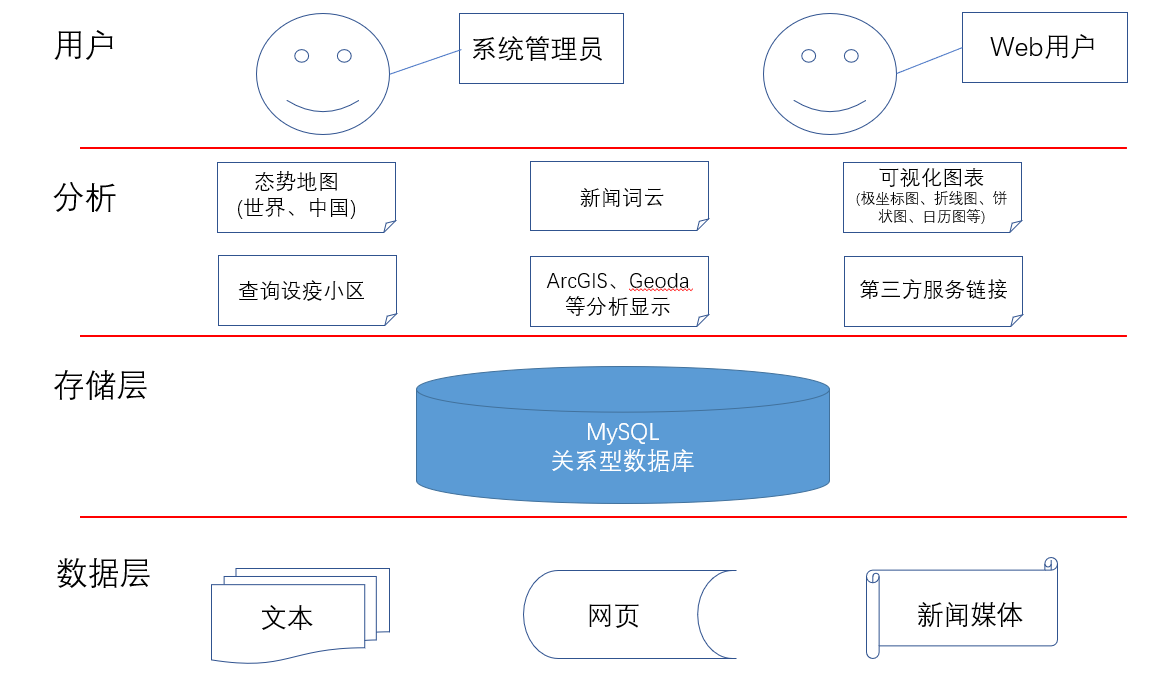 用户
系统管理员
Web用户
分析
态势地图
(世界、中国)
新闻词云
可视化图表
(极坐标图、折线图、饼
状图、日历图等)
查询设疫小区
ArcGIS、Geoda
等分析显示
第三方服务链接
存储层
MySQL
关系型数据库
数据层
文本
网页
新闻媒体